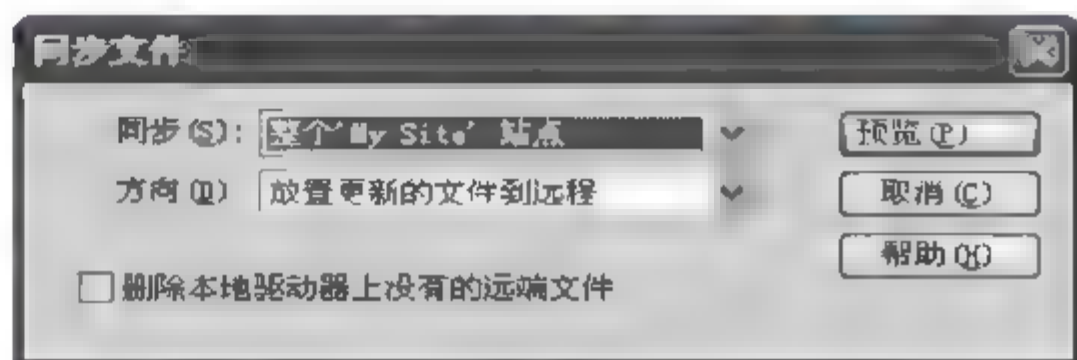 同步文件
同步(S): 整个'My Site' 站点
预览(P)
方向(D) 放置更新的文件到远程
取消(C)
帮助(H)
删除本地驱动器上没有的远端文件